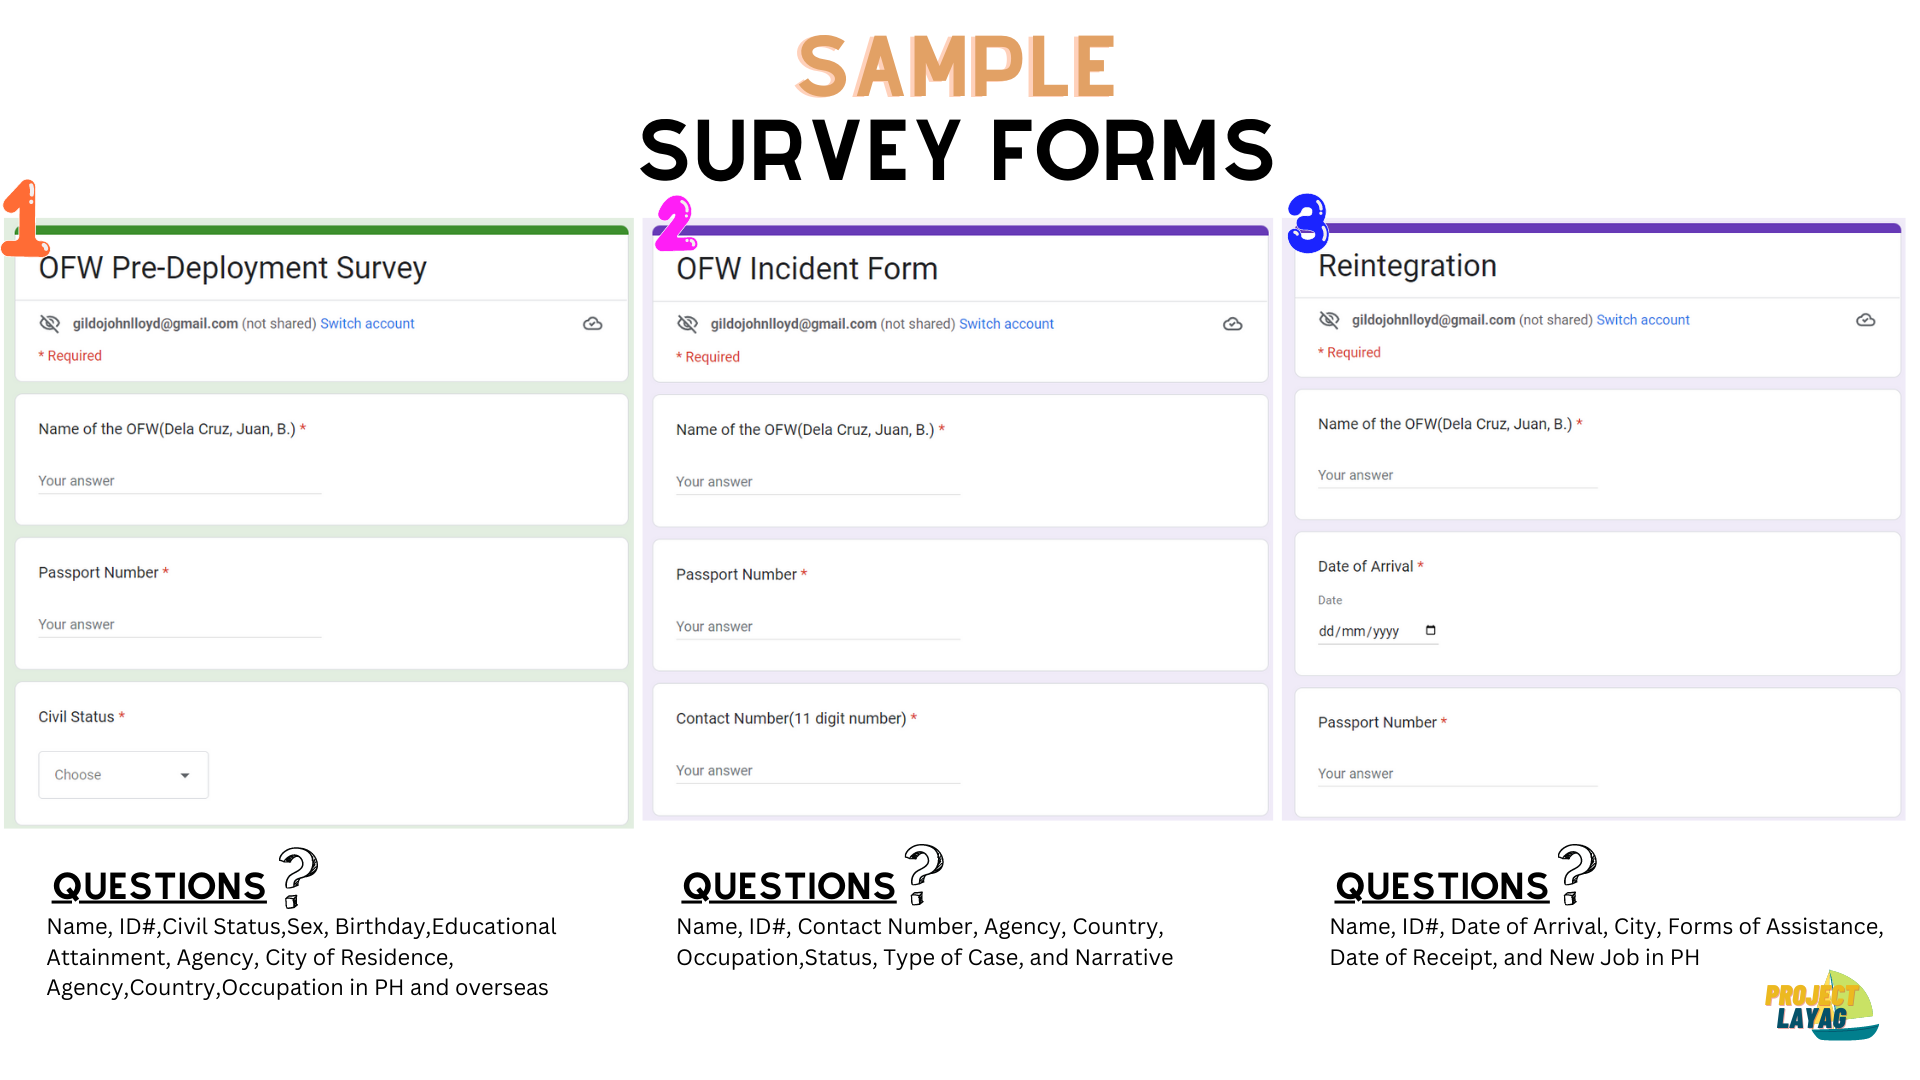 SAMPLE
SURVEY FORMS
1
OFW Pre-Deployment Survey
gildojohnlloyd@gmail.com (not shared) Switch account
* Required
Name of the OFW(Dela Cruz, Juan, B.) *
Your answer
Passport Number *
Your answer
Civil Status *
Choose
QUESTIONS?
Name, ID#,Civil Status,Sex, Birthday,Educational
Attainment, Agency, City of Residence,
Agency,Country,Occupation in PH and overseas
2
OFW Incident Form
gildojohnlloyd@gmail.com (not shared) Switch account
* Required
Name of the OFW(Dela Cruz, Juan, B.) *
Your answer
Passport Number *
Your answer
Contact Number(11 digit number) *
Your answer
QUESTIONS?
Name, ID#, Contact Number, Agency, Country,
Occupation,Status, Type of Case, and Narrative
3
Reintegration
gildojohnlloyd@gmail.com (not shared) Switch account
* Required
Name of the OFW(Dela Cruz, Juan, B.) *
Your answer
Date of Arrival *
Date
dd/mm/yyyy
Passport Number *
Your answer
QUESTIONS?
Name, ID#, Date of Arrival, City, Forms of Assistance,
Date of Receipt, and New Job in PH
PROJECT
LAYAG